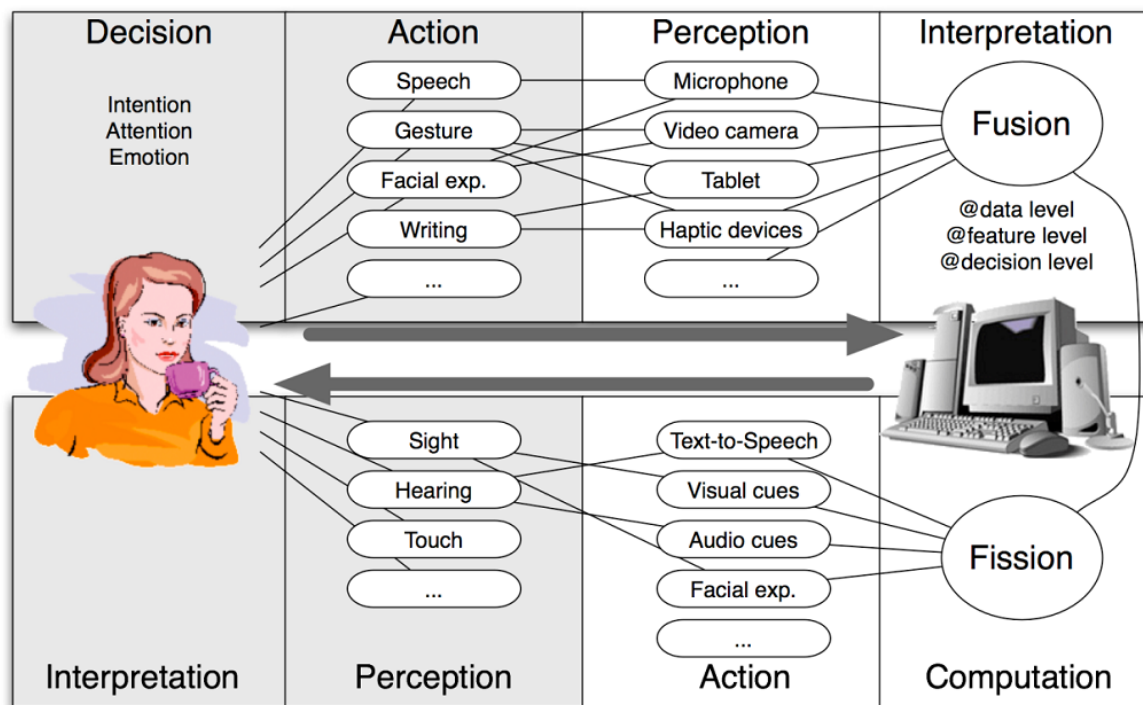 Decision
Action
Perception
Interpretation
Intention
Attention
Emotion
Speech
Gesture
Facial exp.
Writing
...
Microphone
Video camera
Tablet
Haptic devices
...
Fusion
@data level
@feature level
@decision level
Sight
Hearing
Touch
...
Text-to-Speech
Visual cues
Audio cues
Facial exp.
...
Fission
Interpretation
Perception
Action
Computation